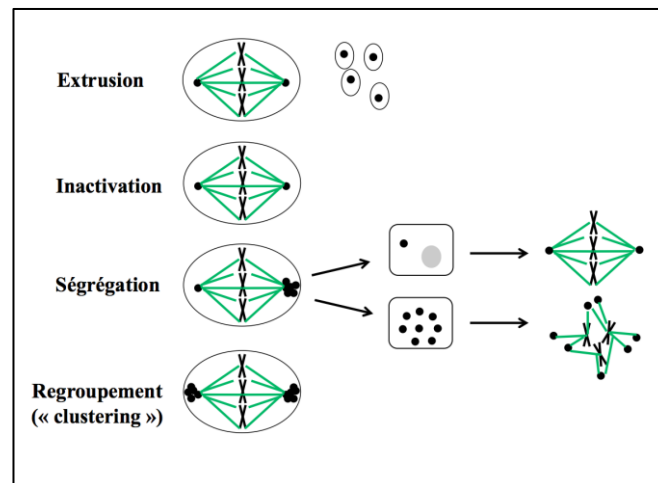 Extrusion
Inactivation
Ségrégation
Regroupement
(« clustering »)